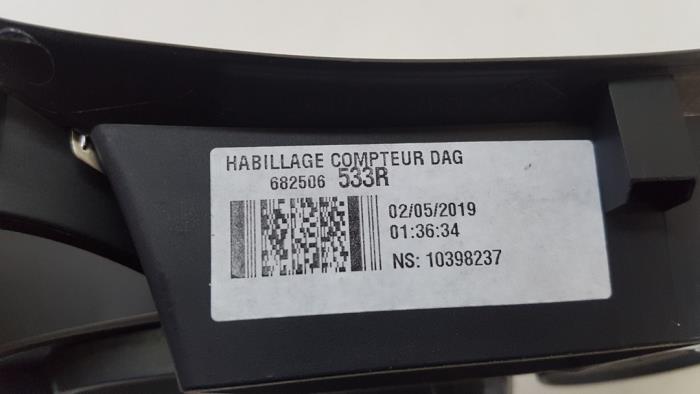 HABILLAGE COMPTEUR DAG
682506 533R
02/05/2019
01:36:34
NS: 10398237